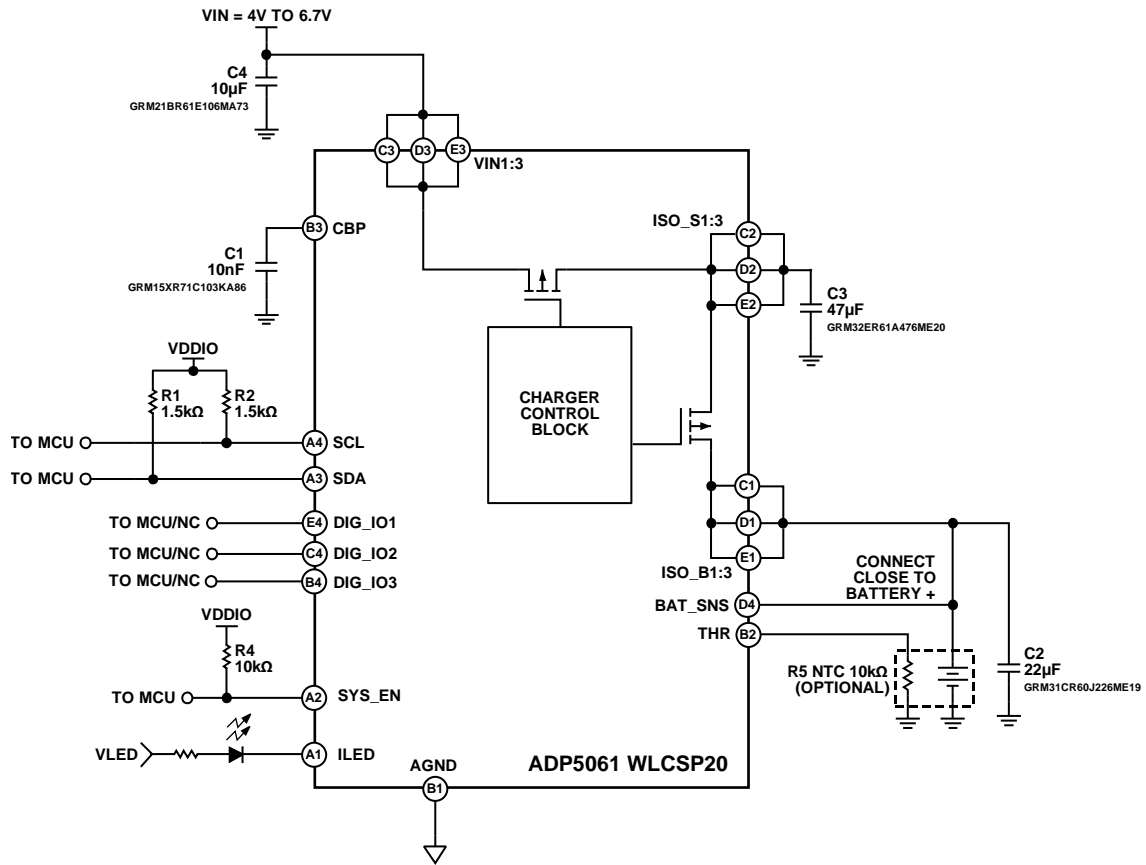 VIN = 4V TO 6.7V
C4
10µF
GRM21BR61E106MA73
C3
D3
E3
VIN1:3
B3
CBP
C1
10nF
GRM15XR71C103KA86
ISO_S1:3
C2
D2
E2
C3
47µF
GRM32ER61A476ME20
VDDIO
R1
1.5kΩ
R2
1.5kΩ
CHARGER
CONTROL
BLOCK
TO MCU
A4
SCL
TO MCU
A3
SDA
TO MCU/NC
E4
DIG_IO1
TO MCU/NC
C4
DIG_IO2
TO MCU/NC
B4
DIG_IO3
C1
D1
E1
ISO_B1:3
CONNECT
CLOSE TO
BATTERY +
BAT_SNS
D4
THR
B2
VDDIO
R4
10kΩ
R5 NTC 10kΩ
(OPTIONAL)
C2
22µF
GRM31CR60J226ME19
TO MCU
A2
SYS_EN
VLED
A1
ILED
AGND
B1
ADP5061 WLCSP20